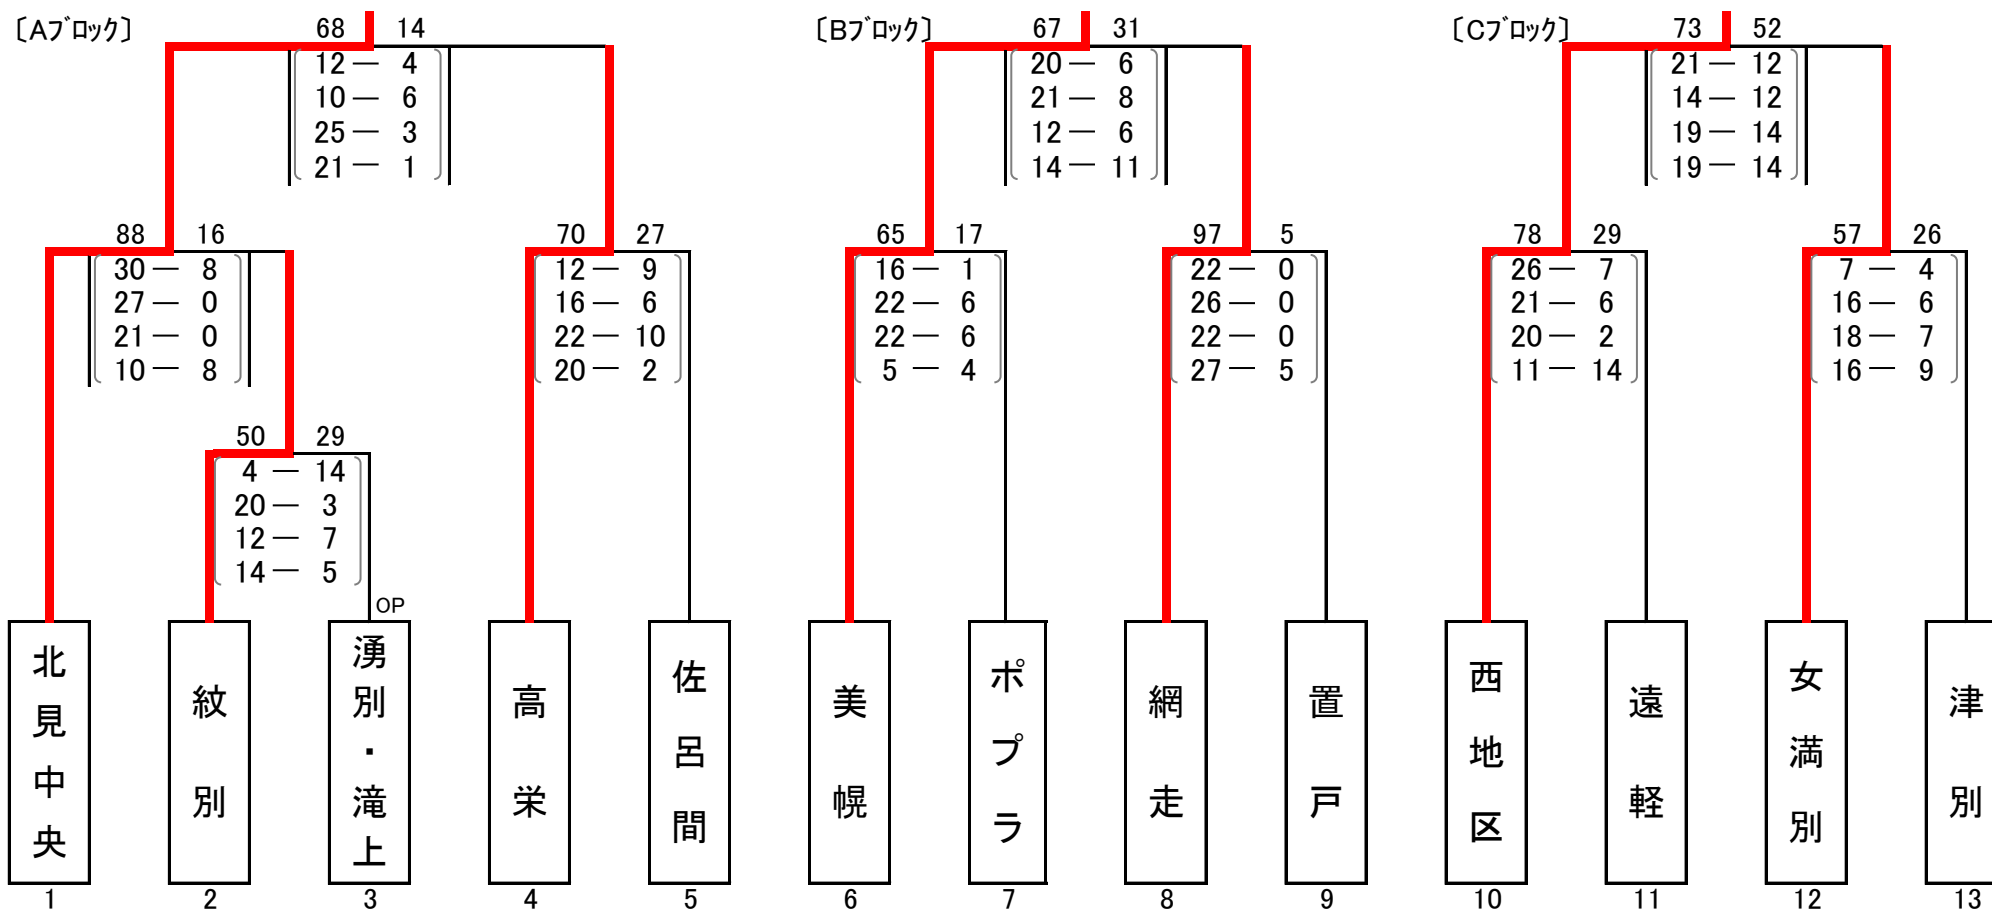 〔Aブロック〕 68 14 〔Bブロック〕 67 31 〔Cブロック〕 73 52
12 ― 4 20 ― 6 21 ― 12
10 ― 6 21 ― 8 14 ― 12
25 ― 3 12 ― 6 19 ― 14
21 ― 1 14 ― 11 19 ― 14
88 16 70 27 65 17 97 5 78 29 57 26
30 ― 8 12 ― 9 16 ― 1 22 ― 0 26 ― 7 7 ― 4
27 ― 0 16 ― 6 22 ― 6 26 ― 0 21 ― 6 16 ― 6
21 ― 0 22 ― 10 22 ― 6 22 ― 0 20 ― 2 18 ― 7
10 ― 8 20 ― 2 5 ― 4 27 ― 5 11 ― 14 16 ― 9
50 29
4 ― 14
20 ― 3
12 ― 7
14 ― 5
OP
北見中央
紋別
湧別・滝上
高栄
佐呂間
美幌
ポプラ
網走
置戸
西地区
遠軽
女満別
津別
1 2 3 4 5 6 7 8 9 10 11 12 13